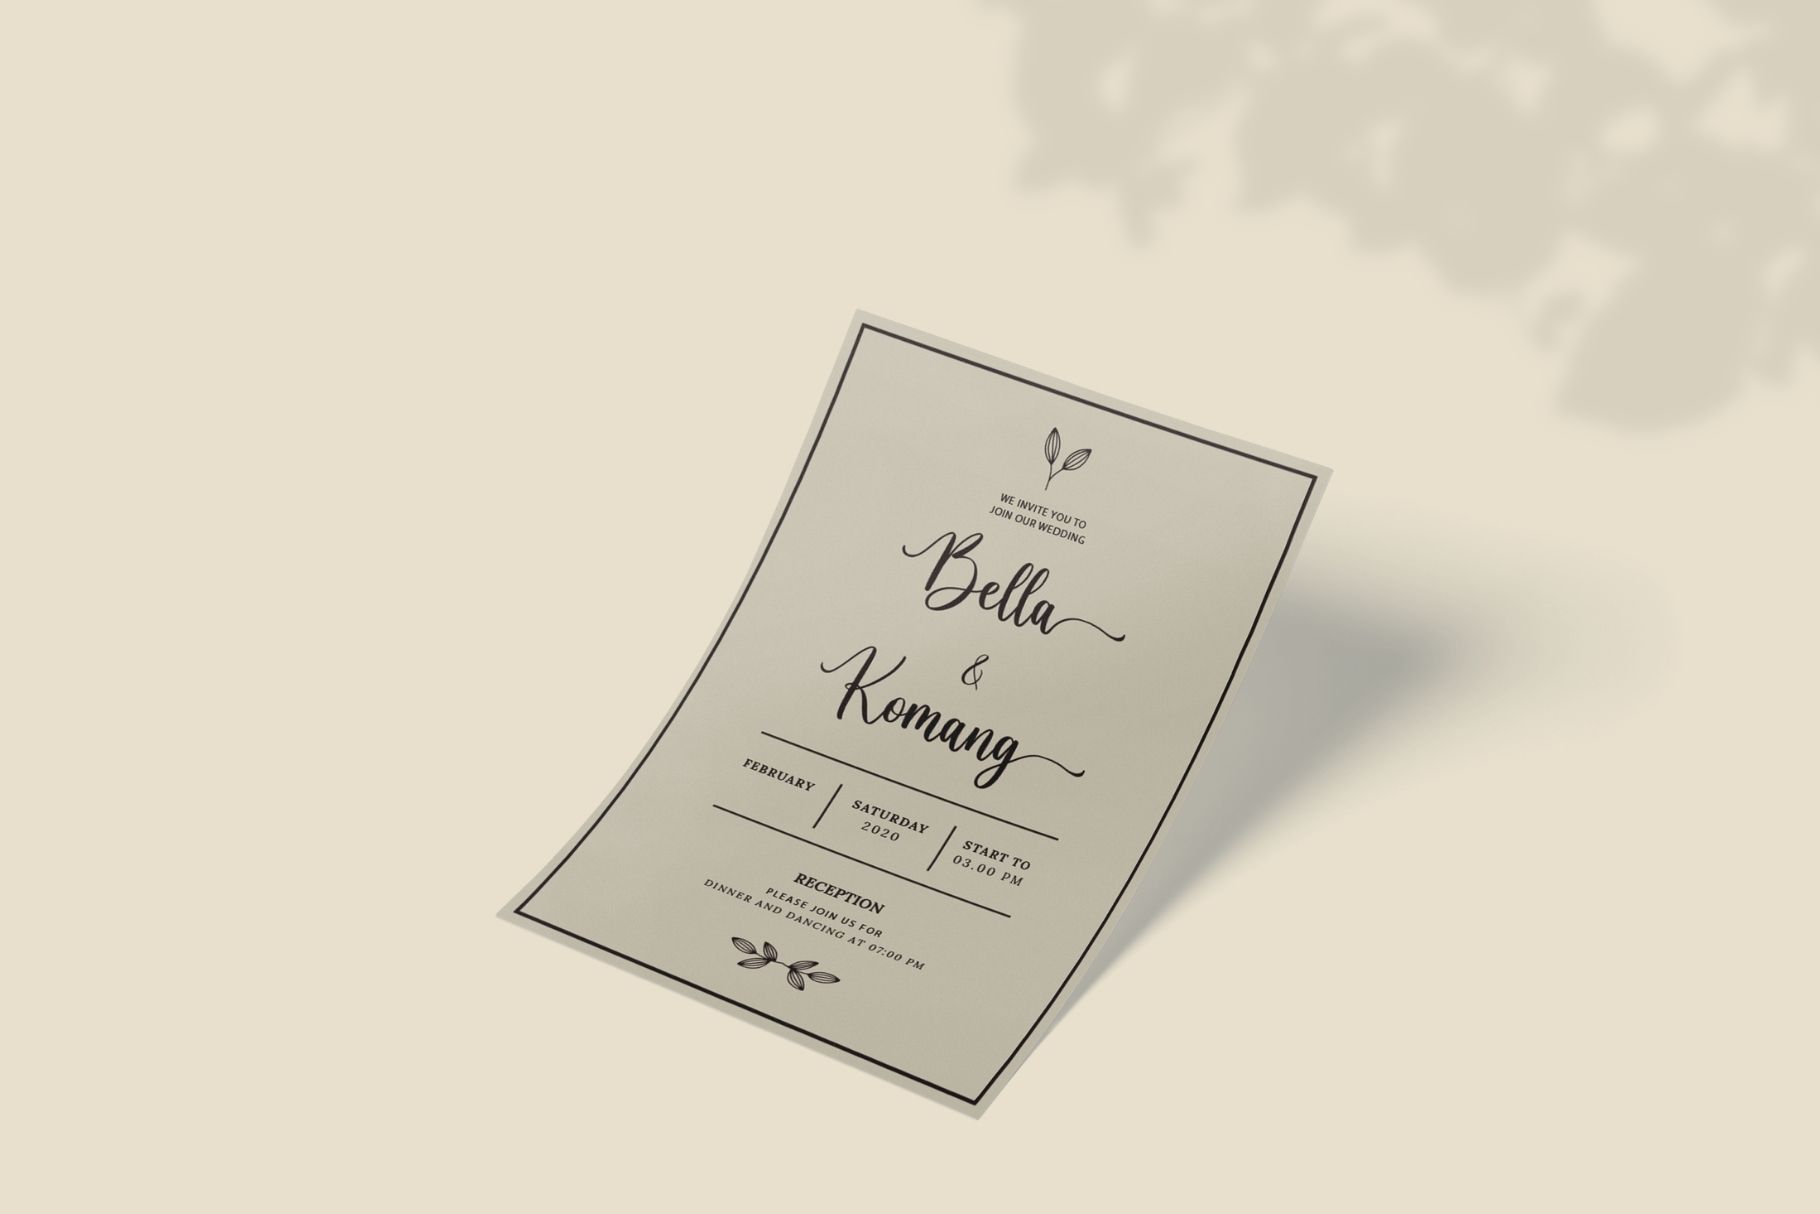 WE INVITE YOU TO
JOIN OUR WEDDING
Bella
&
Komang
FEBRUARY
SATURDAY
2020
START TO
03.00 PM
RECEPTION
PLEASE JOIN US FOR
DINNER AND DANCING AT 07:00 PM